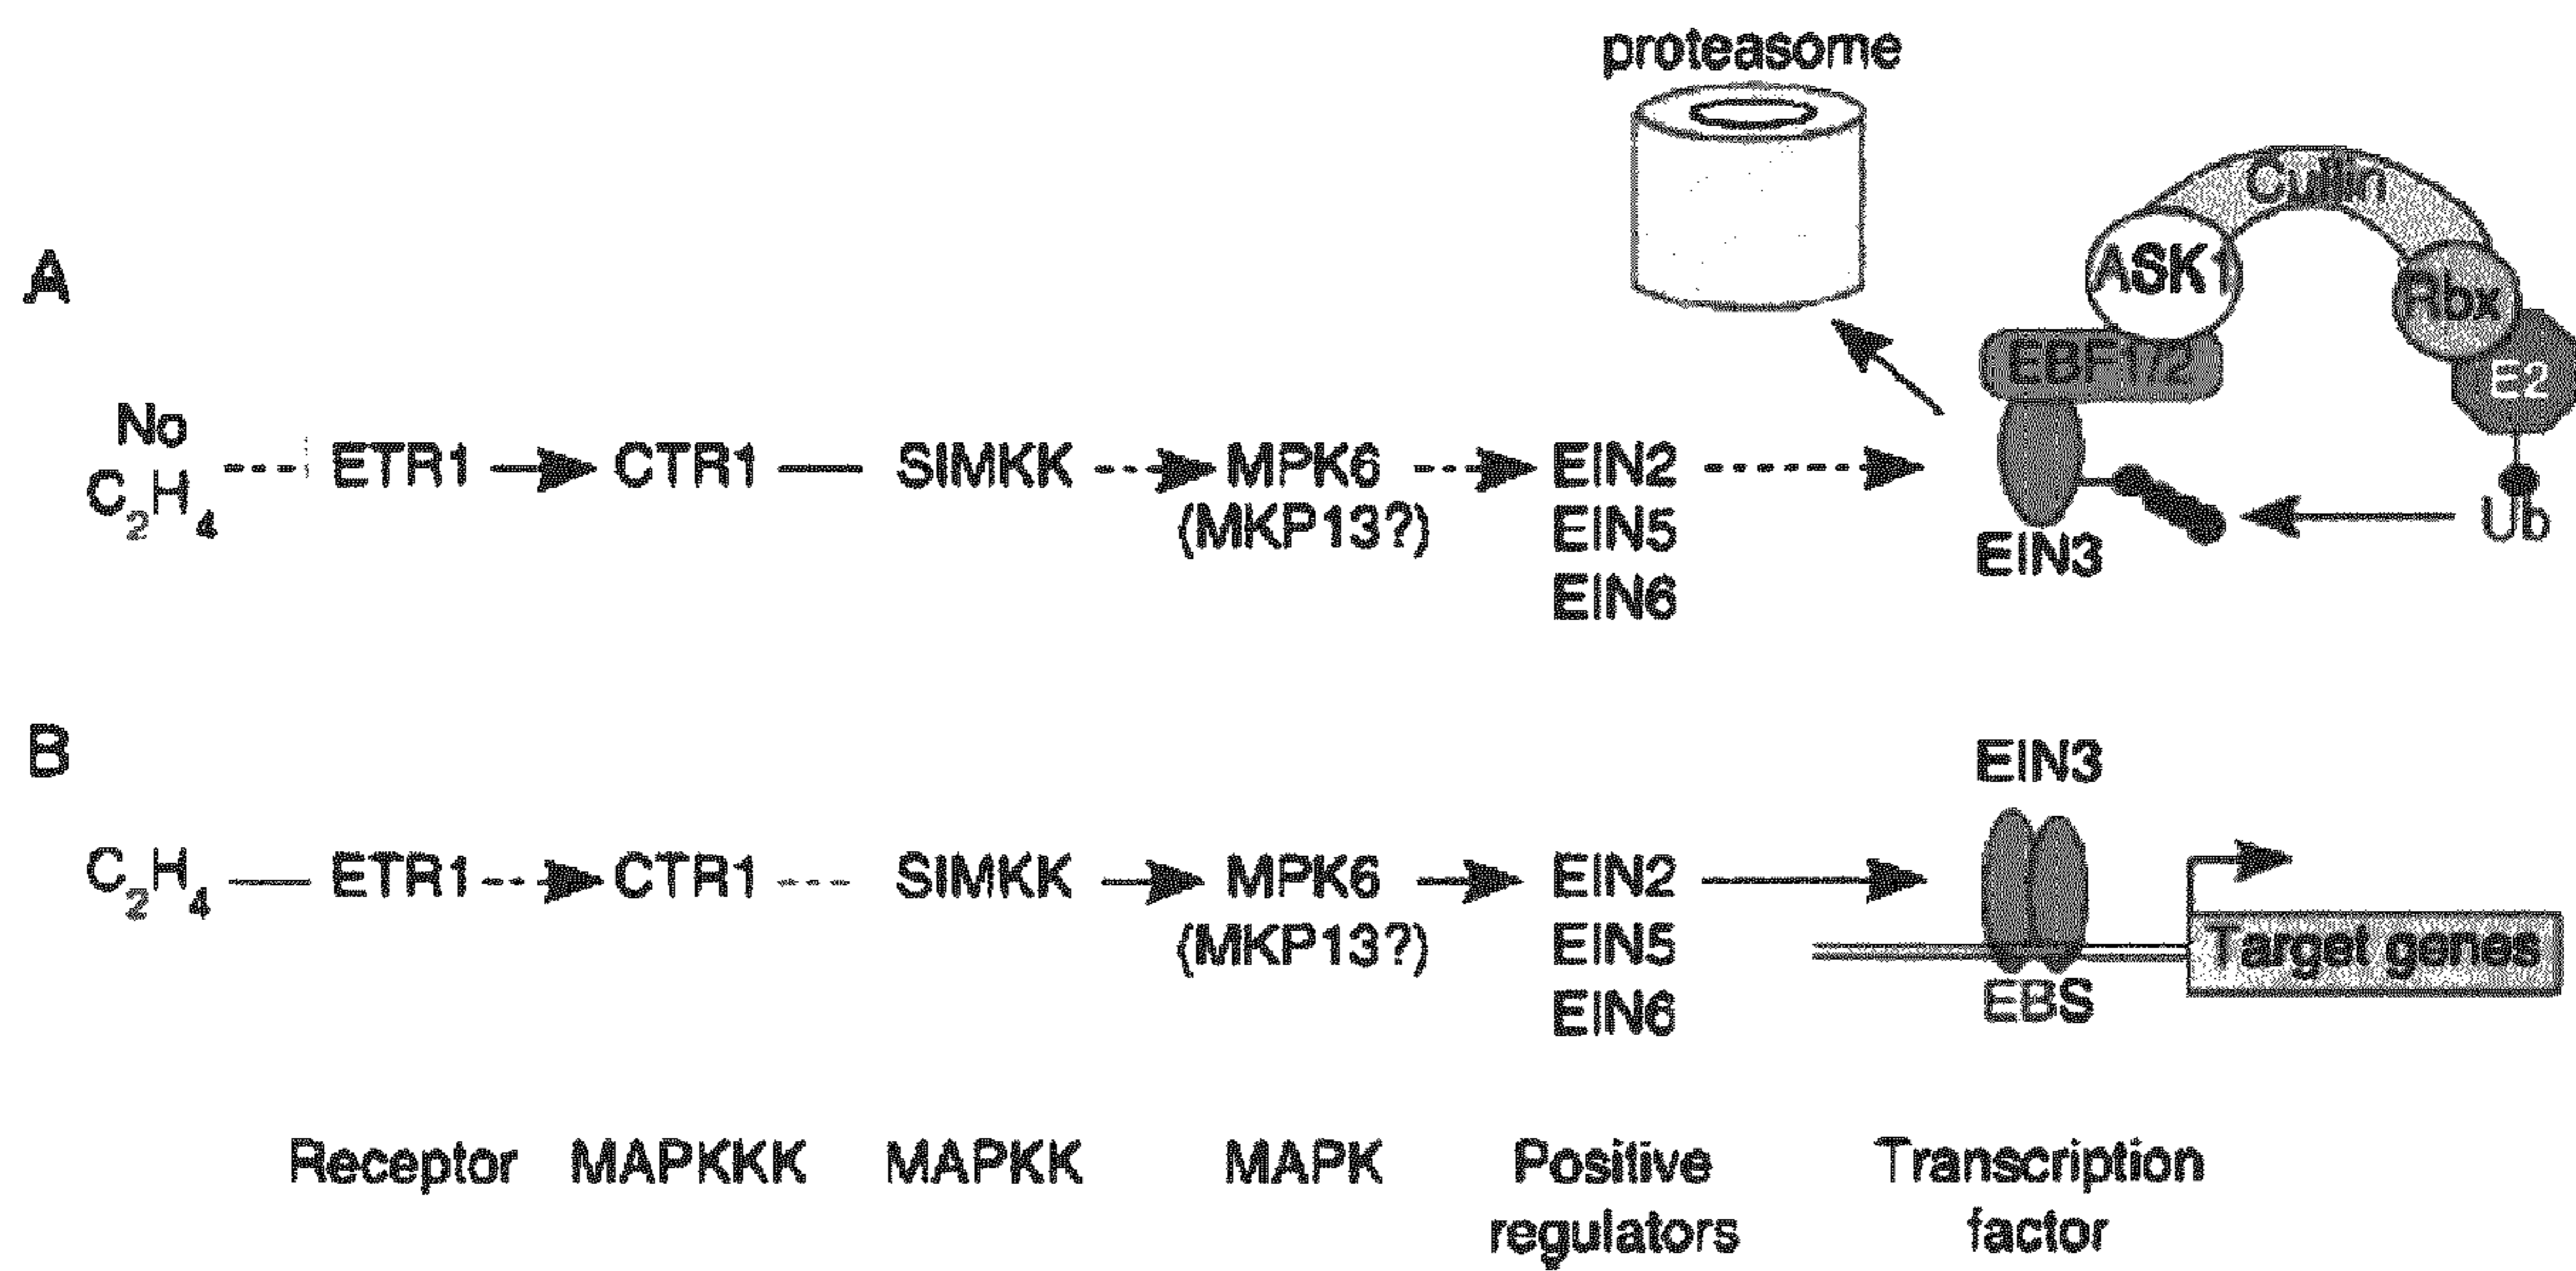 proteasome
A
Cullin
ASK1
Rbx
EBF1/2
E2
No
C2H4
ETR1 CTR1 SIMKK MPK6 EIN2
(MKP13?) EIN5
EIN6
EIN3
Ub
B
EIN3
C2H4 ETR1 CTR1 SIMKK MPK6 EIN2
(MKP13?) EIN5
EIN6
EBS
Target genes
Receptor MAPKKK MAPKK MAPK Positive Transcription
regulators factor